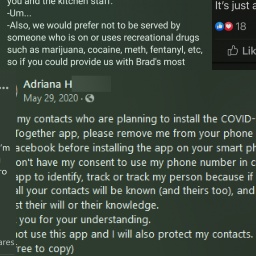 you and the kitchen staff.
-Um...
-Also, we would prefer not to be served by
someone who is on or uses recreational drugs
such as marijuana, cocaine, meth, fentanyl, etc,
so if you could provide us with Brad's most
It's just a
18
Lik
Adriana H
May 29, 2020 ·
my contacts who are planning to install the COVID-
Together app, please remove me from your phone
acebook before installing the app on your smart ph
on't have my consent to use my phone number in c
app to identify, track or track my person because if
all your contacts will be known (and theirs too), and
st their will or their knowledge.
you for your understanding.
not use this app and I will also protect my contacts.
free to copy)
'm
ro
ares